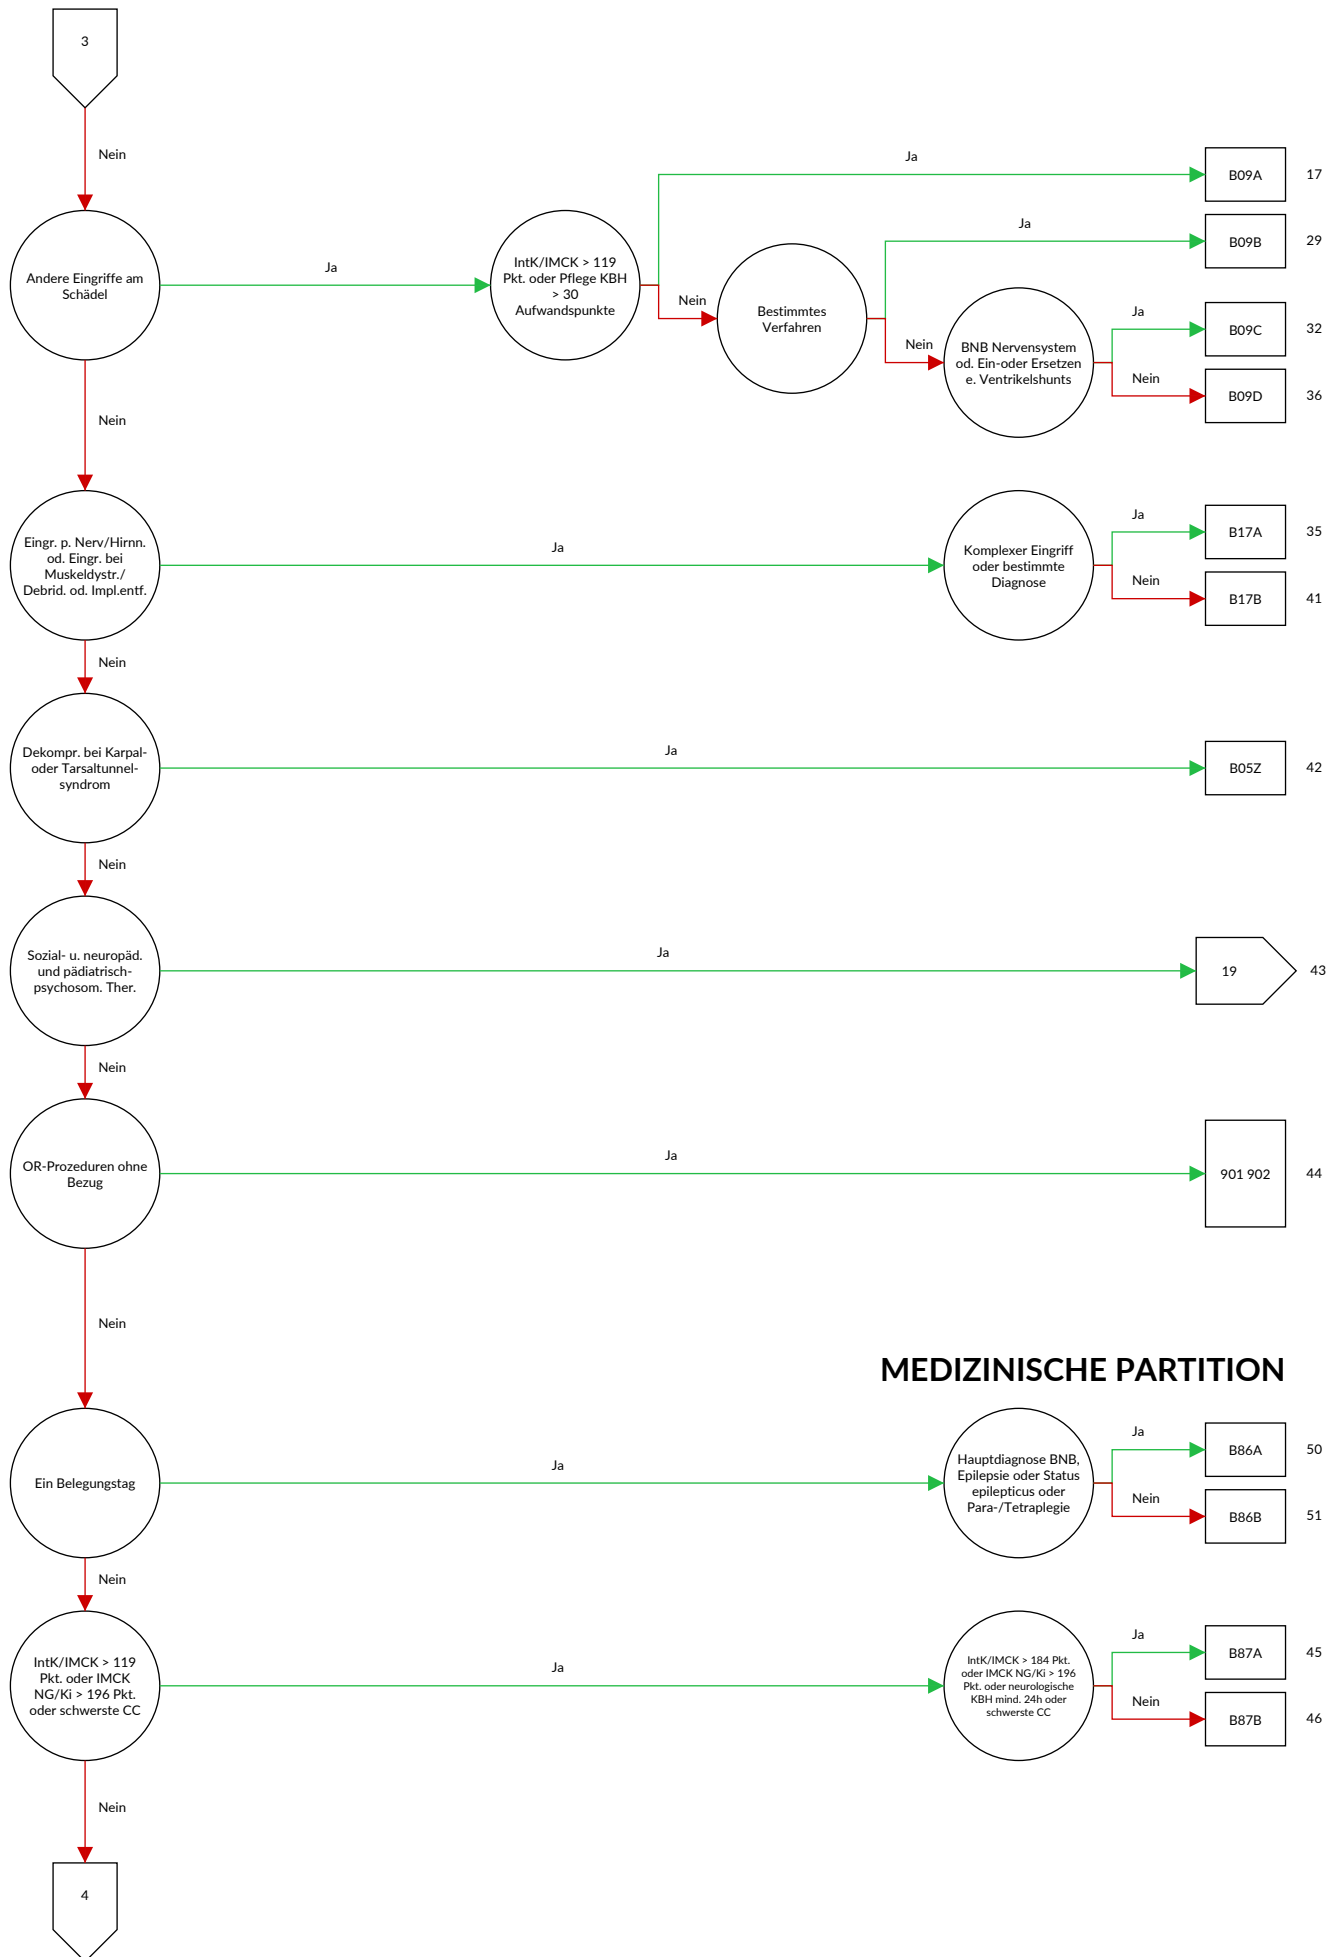 3
Nein
Ja
B09A
17
Ja
B09B
29
Andere Eingriffe am
Schädel
Ja
IntK/IMCK > 119
Pkt. oder Pflege KBH
> 30
Aufwandspunkte
Nein
Bestimmtes
Verfahren
Nein
BNB Nervensystem
od. Ein-oder Ersetzen
e. Ventrikelshunts
Ja
B09C
32
Nein
B09D
36
Nein
Eingr. p. Nerv/Hirnn.
od. Eingr. bei
Muskeldystr./
Debrid. od. Impl.entf.
Ja
Komplexer Eingriff
oder bestimmte
Diagnose
Ja
B17A
35
Nein
B17B
41
Nein
Dekompr. bei Karpal-
oder Tarsaltunnel-
syndrom
Ja
B05Z
42
Nein
Sozial- u. neuropäd.
und pädiatrisch-
psychosom. Ther.
Ja
19
43
Nein
OR-Prozeduren ohne
Bezug
Ja
901 902
44
Nein
MEDIZINISCHE PARTITION
Ein Belegungstag
Ja
Hauptdiagnose BNB,
Epilepsie oder Status
epilepticus oder
Para-/Tetraplegie
Ja
B86A
50
Nein
B86B
51
Nein
IntK/IMCK > 119
Pkt. oder IMCK
NG/Ki > 196 Pkt.
oder schwerste CC
Ja
IntK/IMCK > 184 Pkt.
oder IMCK NG/Ki > 196
Pkt. oder neurologische
KBH mind. 24h oder
schwerste CC
Ja
B87A
45
Nein
B87B
46
Nein
4